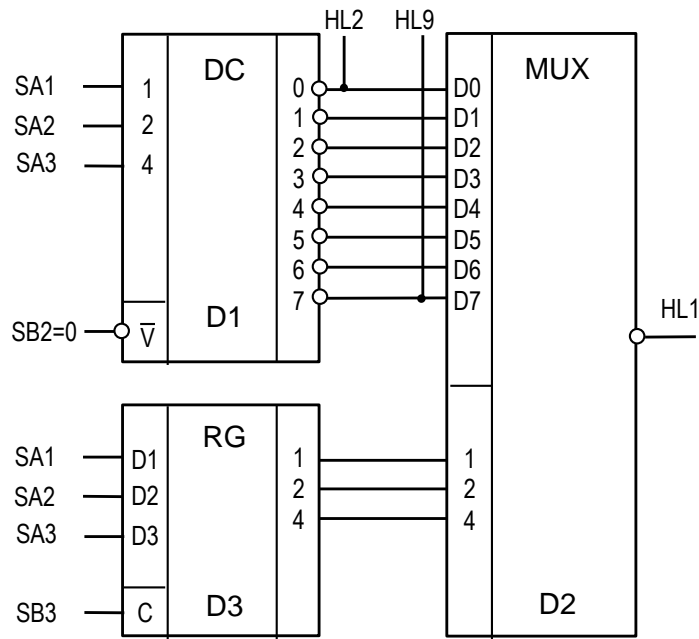 HL2 HL9
DC
MUX
SA1 1 0 D0
1 D1
SA2 2 2 D2
SA3 4 3 D3
4 D4
5 D5
6 D6
7 D7
SB2=0 V̅ D1
HL1
RG
SA1 D1 1 1
SA2 D2 2 2
SA3 D3 4 4
SB3 C D3 D2